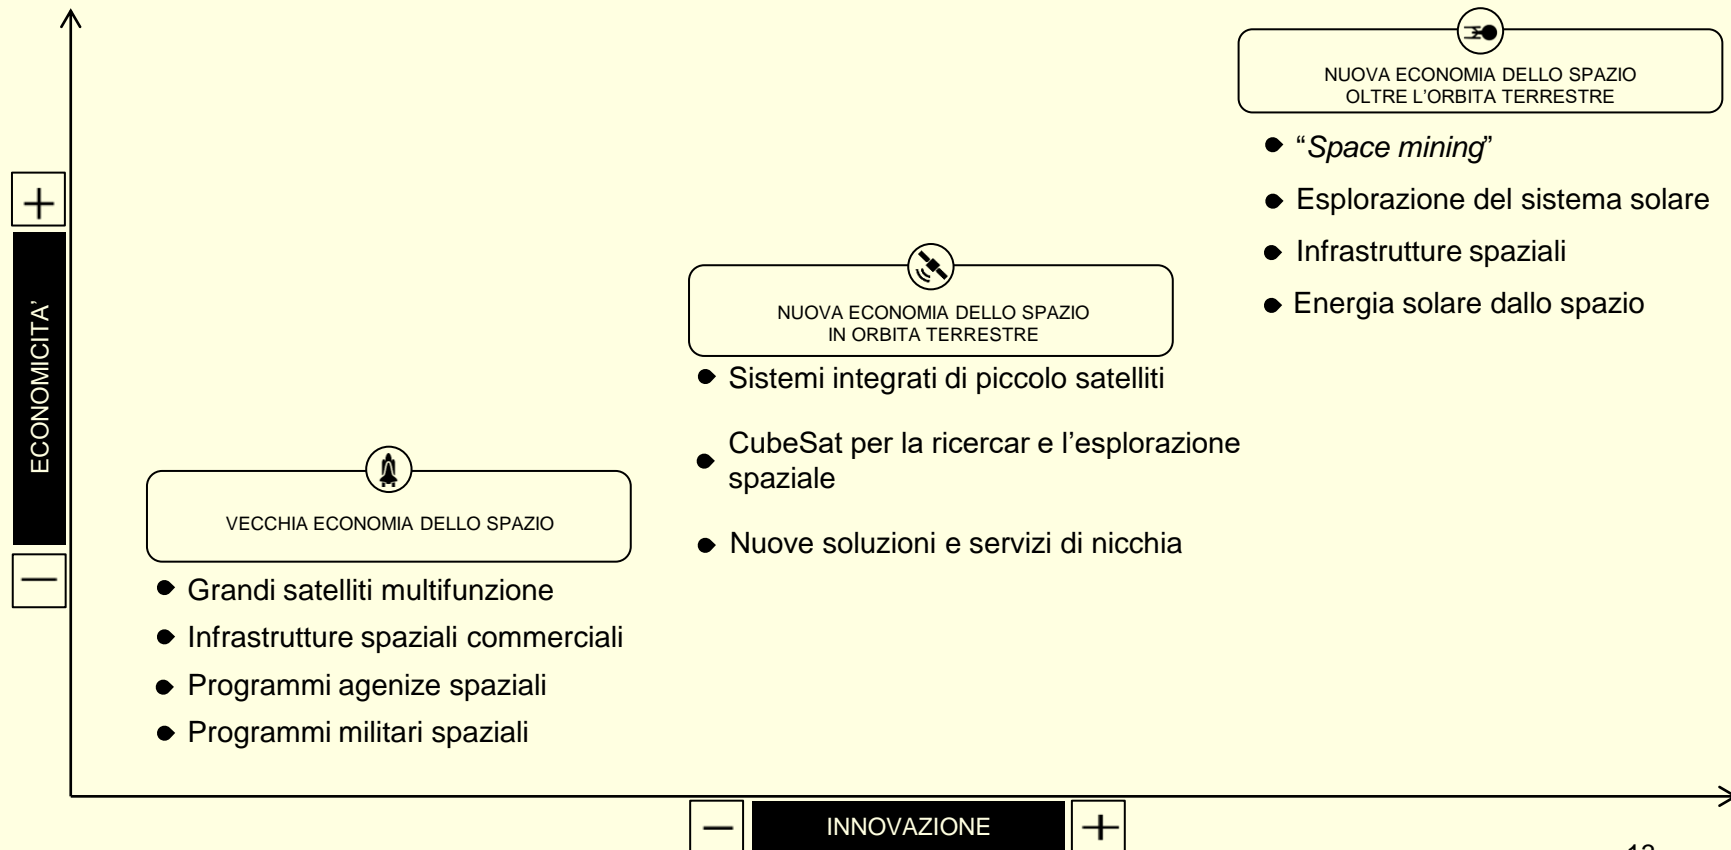 NUOVA ECONOMIA DELLO SPAZIO
OLTRE L’ORBITA TERRESTRE
“Space mining”
Esplorazione del sistema solare
Infrastrutture spaziali
Energia solare dallo spazio
NUOVA ECONOMIA DELLO SPAZIO
IN ORBITA TERRESTRE
Sistemi integrati di piccolo satelliti
CubeSat per la ricercar e l’esplorazione
spaziale
Nuove soluzioni e servizi di nicchia
VECCHIA ECONOMIA DELLO SPAZIO
Grandi satelliti multifunzione
Infrastrutture spaziali commerciali
Programmi agenize spaziali
Programmi militari spaziali
+
ECONOMICITA’
—
— INNOVAZIONE +